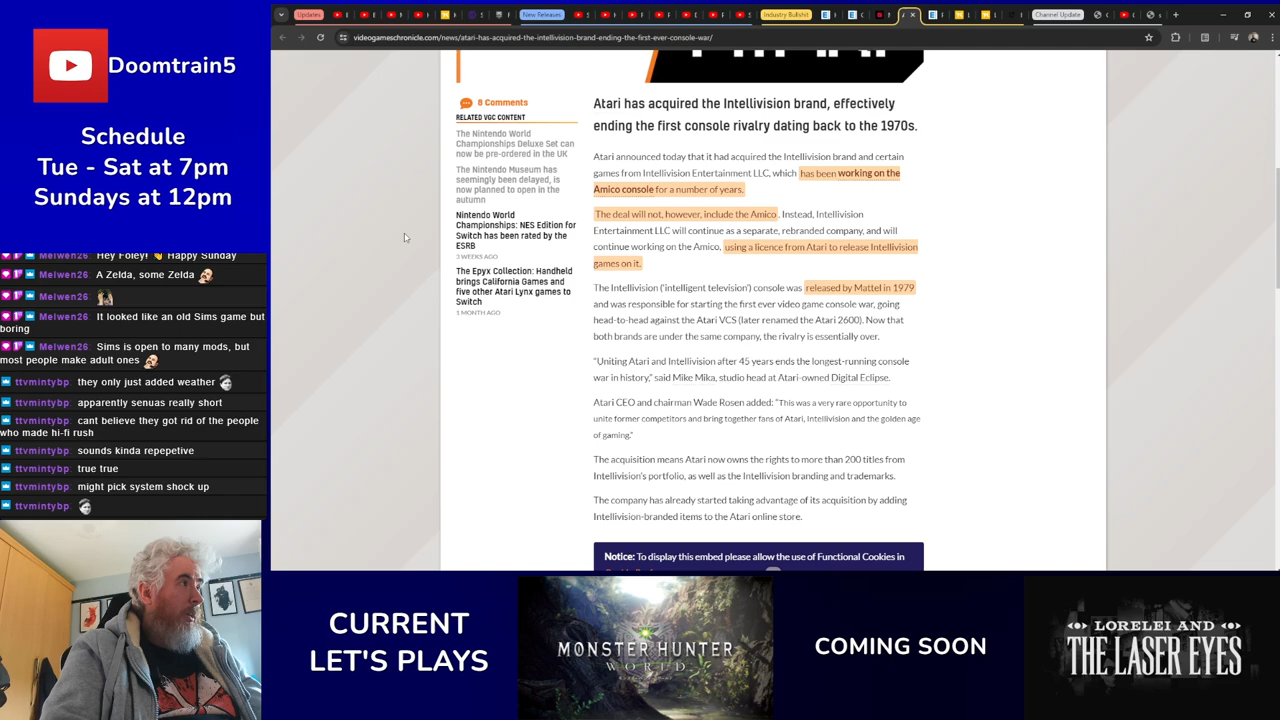 Doomtrain5
Schedule
Tue - Sat at 7pm
Sundays at 12pm
Melwen26: Hey Foley! Happy Sunday
Melwen26: A Zelda, some Zelda
Melwen26:
Melwen26: It looked like an old Sims game but
boring
Melwen26: Sims is open to many mods, but
most people make adult ones
ttvmintybp: they only just added weather
ttvmintybp: apparently senuas really short
ttvmintybp: cant believe they got rid of the people
who made hi-fi rush
ttvmintybp: sounds kinda repepetive
ttvmintybp: true true
ttvmintybp: might pick system shock up
ttvmintybp:
Updates
New Releases
Industry Bullshit
Channel Update
videogameschronicle.com/news/atari-has-acquired-the-intellivision-brand-ending-the-first-ever-console-war/
8 Comments
RELATED VGC CONTENT
The Nintendo World
Championships Deluxe Set can
now be pre-ordered in the UK
The Nintendo Museum has
seemingly been delayed, is
now planned to open in the
autumn
Nintendo World
Championships: NES Edition for
Switch has been rated by the
ESRB
3 WEEKS AGO
The Epyx Collection: Handheld
brings California Games and
five other Atari Lynx games to
Switch
1 MONTH AGO
Atari has acquired the Intellivision brand, effectively
ending the first console rivalry dating back to the 1970s.
Atari announced today that it had acquired the Intellivision brand and certain
games from Intellivision Entertainment LLC, which has been working on the
Amico console for a number of years.
The deal will not, however, include the Amico. Instead, Intellivision
Entertainment LLC will continue as a separate, rebranded company, and will
continue working on the Amico, using a licence from Atari to release Intellivision
games on it.
The Intellivision ('intelligent television') console was released by Mattel in 1979
and was responsible for starting the first ever video game console war, going
head-to-head against the Atari VCS (later renamed the Atari 2600). Now that
both brands are under the same company, the rivalry is essentially over.
“Uniting Atari and Intellivision after 45 years ends the longest-running console
war in history,” said Mike Mika, studio head at Atari-owned Digital Eclipse.
Atari CEO and chairman Wade Rosen added: “This was a very rare opportunity to
unite former competitors and bring together fans of Atari, Intellivision and the golden age
of gaming.”
The acquisition means Atari now owns the rights to more than 200 titles from
Intellivision's portfolio, as well as the Intellivision branding and trademarks.
The company has already started taking advantage of its acquisition by adding
Intellivision-branded items to the Atari online store.
Notice: To display this embed please allow the use of Functional Cookies in
CURRENT
LET'S PLAYS
MONSTER HUNTER
WORLD
COMING SOON
LORELEI AND
THE LASER EYES